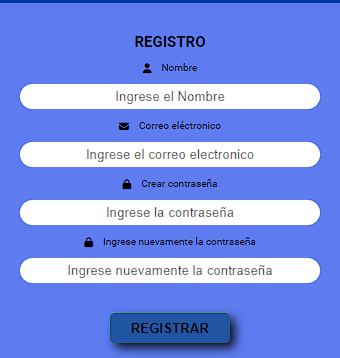 REGISTRO
Nombre
Ingrese el Nombre
Correo eléctronico
Ingrese el correo electronico
Crear contraseña
Ingrese la contraseña
Ingrese nuevamente la contraseña
Ingrese nuevamente la contraseña
REGISTRAR